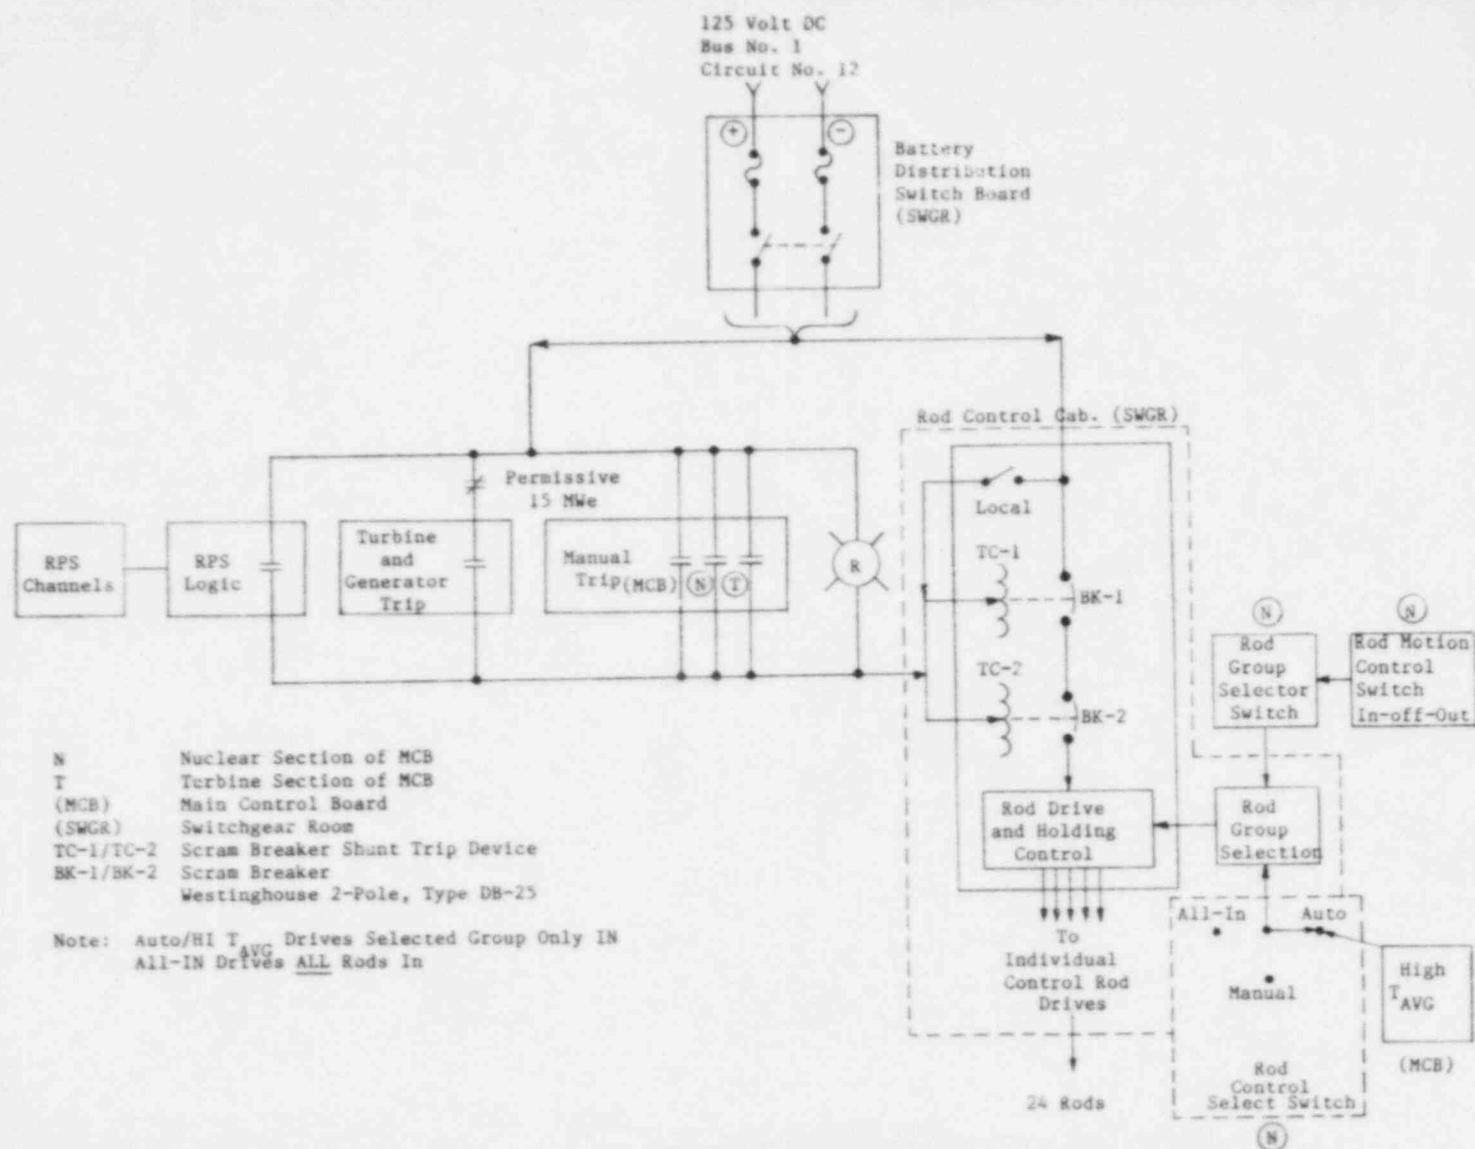 125 Volt DC
Bus No. 1
Circuit No. 12
+
-
Battery
Distribution
Switch Board
(SWGR)
Rod Control Cab. (SWGR)
Permissive
15 MWe
Local
RPS
Channels
RPS
Logic
Turbine
and
Generator
Trip
Manual
Trip (MCB) N T
R
TC-1
BK-1
TC-2
BK-2
N
Rod
Group
Selector
Switch
N
Rod Motion
Control
Switch
In-off-Out
Rod Drive
and Holding
Control
Rod
Group
Selection
N Nuclear Section of MCB
T Turbine Section of MCB
(MCB) Main Control Board
(SWGR) Switchgear Room
TC-1/TC-2 Scram Breaker Shunt Trip Device
BK-1/BK-2 Scram Breaker
Westinghouse 2-Pole, Type DB-25
Note: Auto/HI TAVG Drives Selected Group Only IN
All-IN Drives ALL Rods In
To
Individual
Control Rod
Drives
24 Rods
All-In
Auto
Manual
High
TAVG
(MCB)
Rod
Control
Select Switch
N